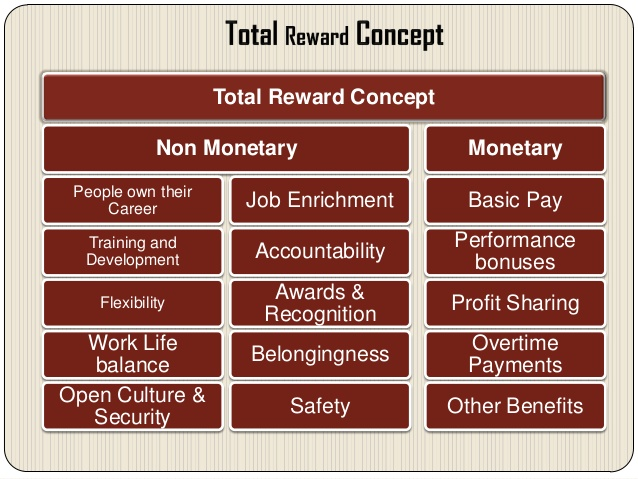 Total Reward Concept
Total Reward Concept
Non Monetary
Monetary
People own their
Career
Job Enrichment
Basic Pay
Training and
Development
Accountability
Performance
bonuses
Flexibility
Awards &
Recognition
Profit Sharing
Work Life
balance
Belongingness
Overtime
Payments
Open Culture &
Security
Safety
Other Benefits